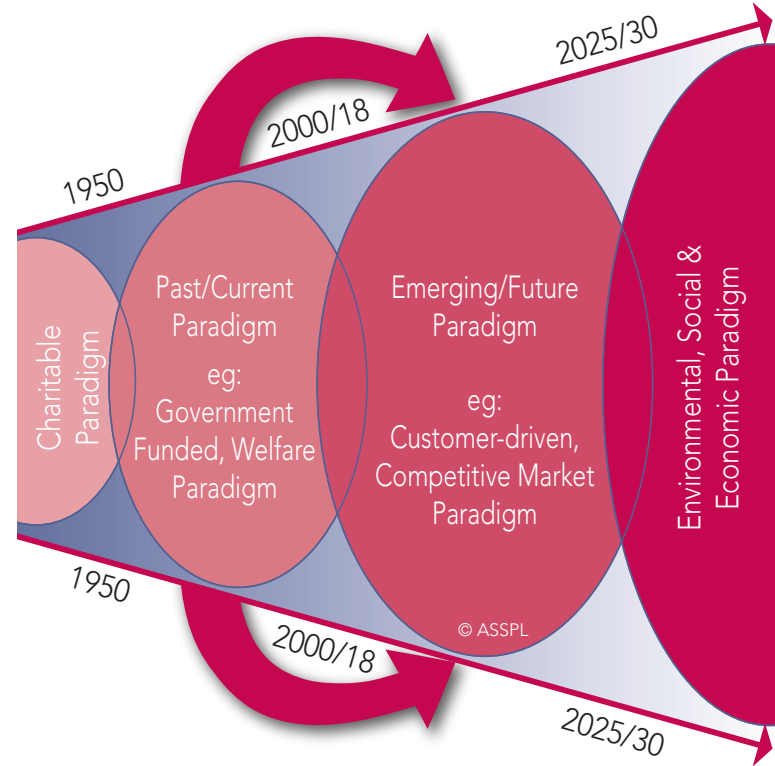 1950
2000/18
2025/30
Charitable
Paradigm
Past/Current
Paradigm
eg:
Government
Funded, Welfare
Paradigm
Emerging/Future
Paradigm
eg:
Customer-driven,
Competitive Market
Paradigm
Environmental, Social &
Economic Paradigm
© ASSPL
1950
2000/18
2025/30